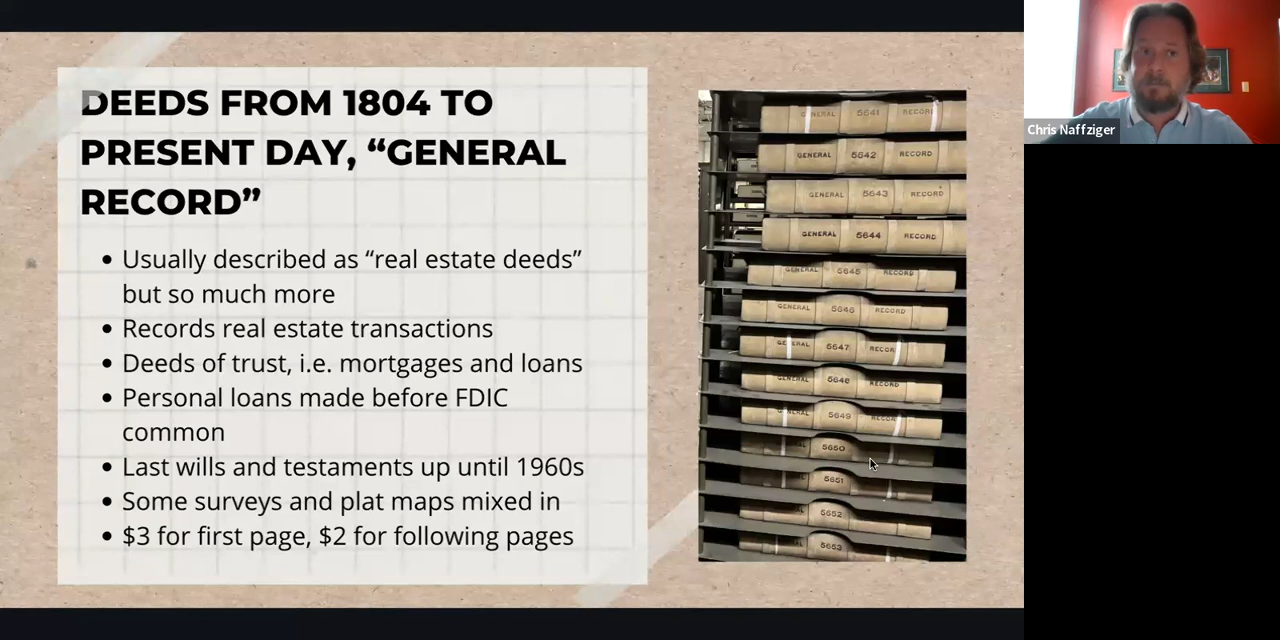 DEEDS FROM 1804 TO
PRESENT DAY, “GENERAL
RECORD”
• Usually described as “real estate deeds”
but so much more
• Records real estate transactions
• Deeds of trust, i.e. mortgages and loans
• Personal loans made before FDIC
common
• Last wills and testaments up until 1960s
• Some surveys and plat maps mixed in
• $3 for first page, $2 for following pages
GENERAL 5641 RECORD
GENERAL 5642 RECORD
GENERAL 5643 RECORD
GENERAL 5644 RECORD
GENERAL 5645 RECORD
GENERAL 5646 RECORD
GENERAL 5647 RECORD
GENERAL 5648 RECORD
GENERAL 5649 RECORD
5650
5651
5652
5653
Chris Naffziger